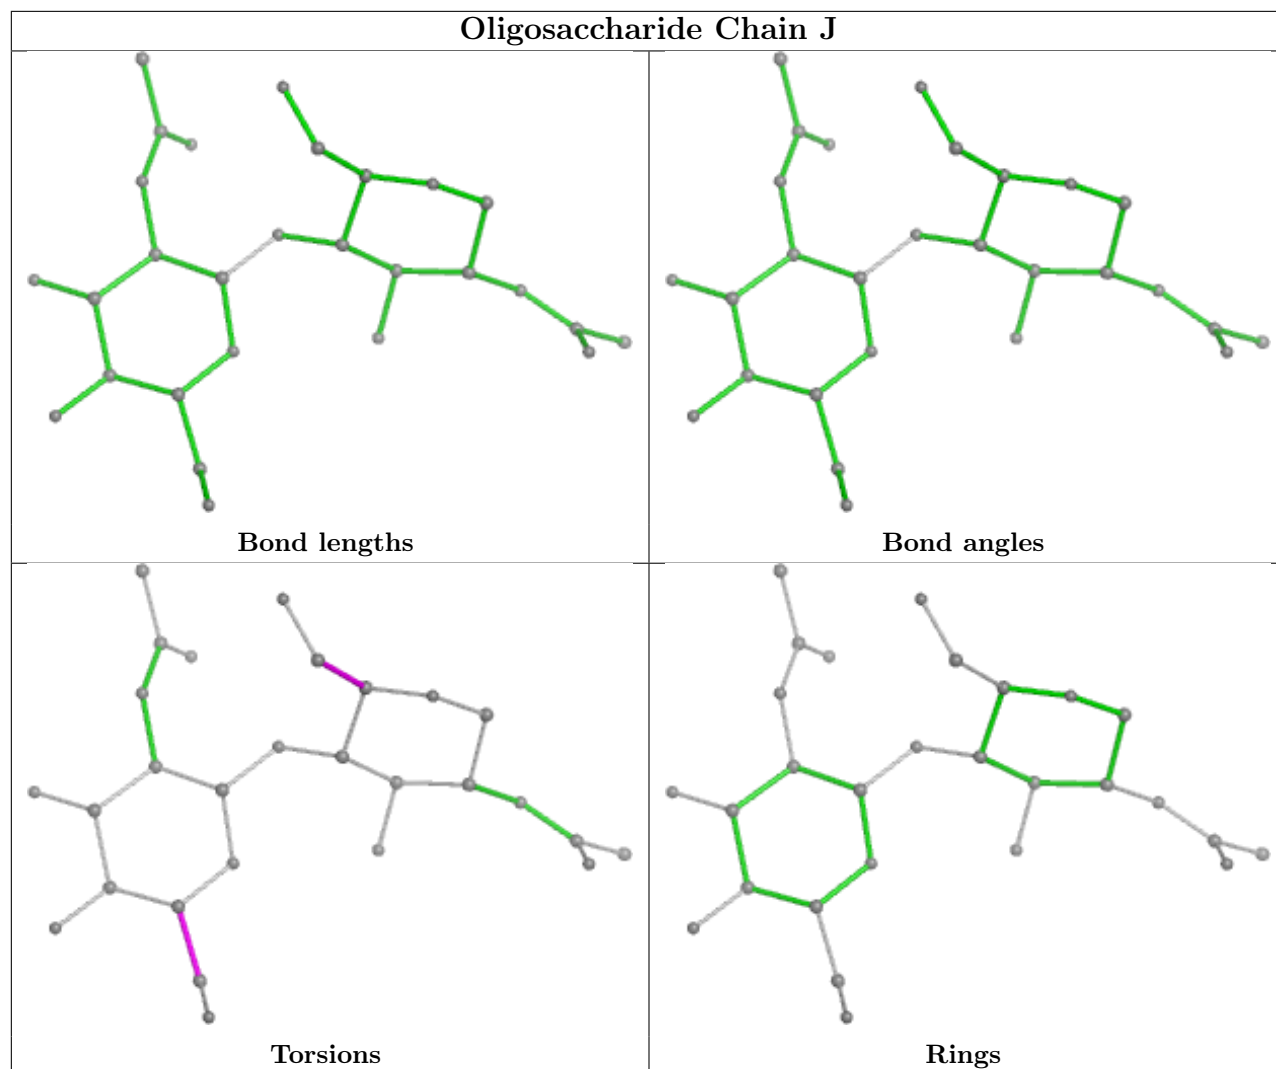 Oligosaccharide Chain J
Bond lengths
Bond angles
Torsions
Rings